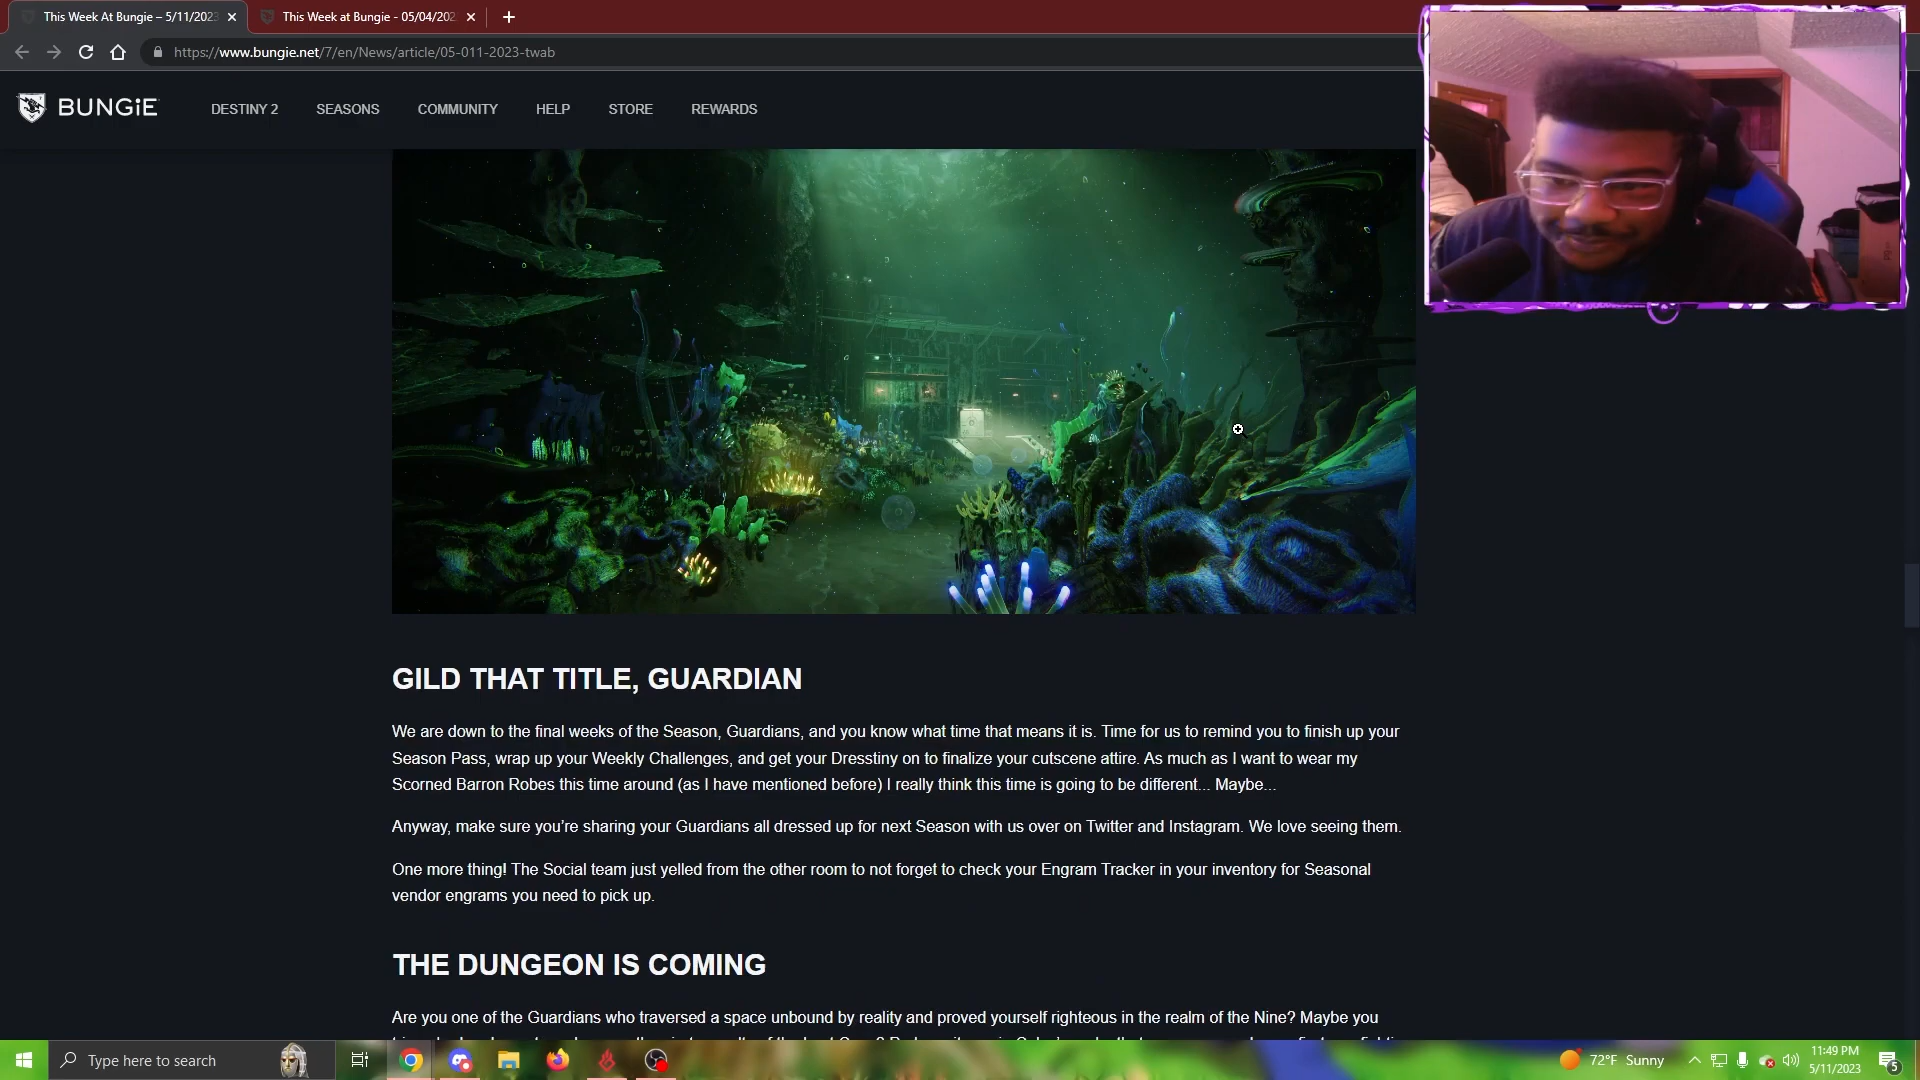 This Week At Bungie – 5/11/2023
This Week at Bungie - 05/04/202
https://www.bungie.net/7/en/News/article/05-011-2023-twab
BUNGiE
DESTINY 2
SEASONS
COMMUNITY
HELP
STORE
REWARDS
GILD THAT TITLE, GUARDIAN
We are down to the final weeks of the Season, Guardians, and you know what time that means it is. Time for us to remind you to finish up your
Season Pass, wrap up your Weekly Challenges, and get your Dresstiny on to finalize your cutscene attire. As much as I want to wear my
Scorned Barron Robes this time around (as I have mentioned before) I really think this time is going to be different... Maybe...
Anyway, make sure you’re sharing your Guardians all dressed up for next Season with us over on Twitter and Instagram. We love seeing them.
One more thing! The Social team just yelled from the other room to not forget to check your Engram Tracker in your inventory for Seasonal
vendor engrams you need to pick up.
THE DUNGEON IS COMING
Are you one of the Guardians who traversed a space unbound by reality and proved yourself righteous in the realm of the Nine? Maybe you
Type here to search
72°F Sunny
11:49 PM
5/11/2023
5